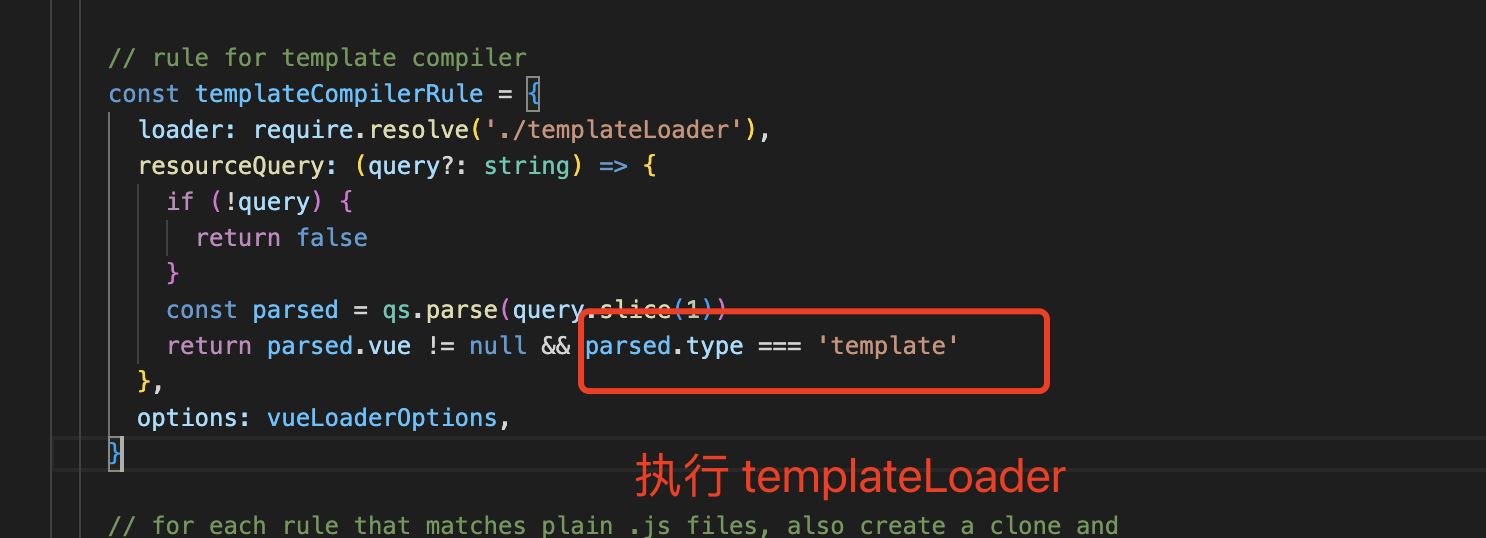 // rule for template compiler
const templateCompilerRule = {
  loader: require.resolve('./templateLoader'),
  resourceQuery: (query?: string) => {
    if (!query) {
      return false
    }
    const parsed = qs.parse(query.slice(1))
    return parsed.vue != null && parsed.type === 'template'
  },
  options: vueLoaderOptions,
}
执行 templateLoader
// for each rule that matches plain .js files, also create a clone and